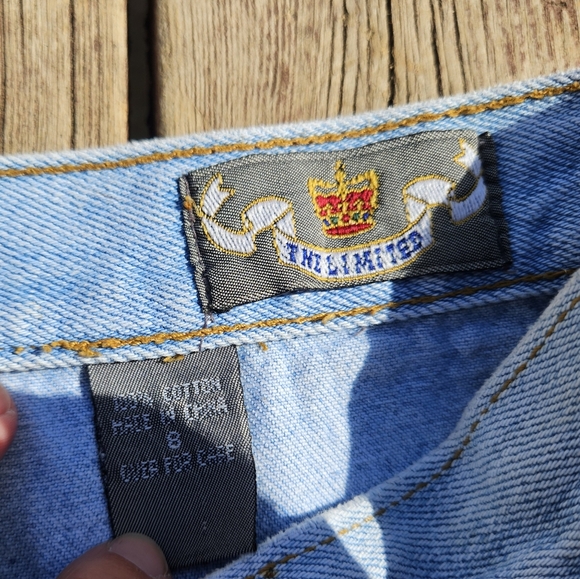 THE LIMITED
100% COTTON
MADE IN CHINA
8
OVER FOR CARE